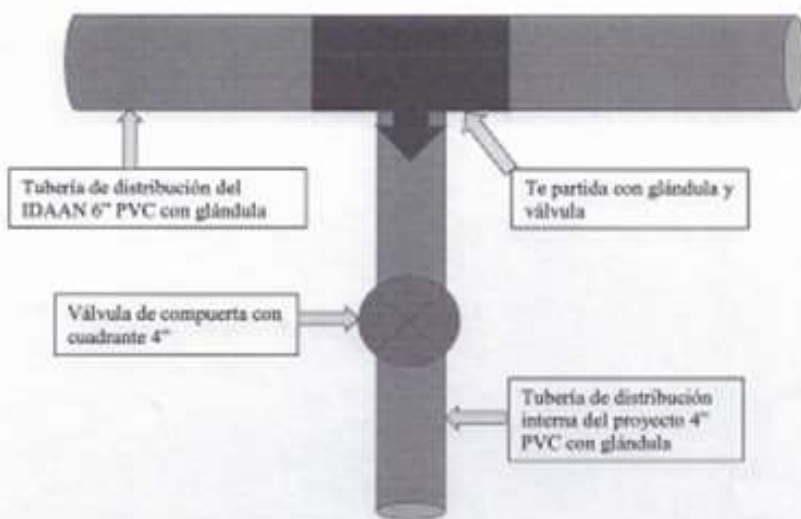 Tubería de distribución del
IDAAN 6" PVC con glándula
Te partida con glándula y
válvula
Válvula de compuerta con
cuadrante 4"
Tubería de distribución
interna del proyecto 4"
PVC con glándula